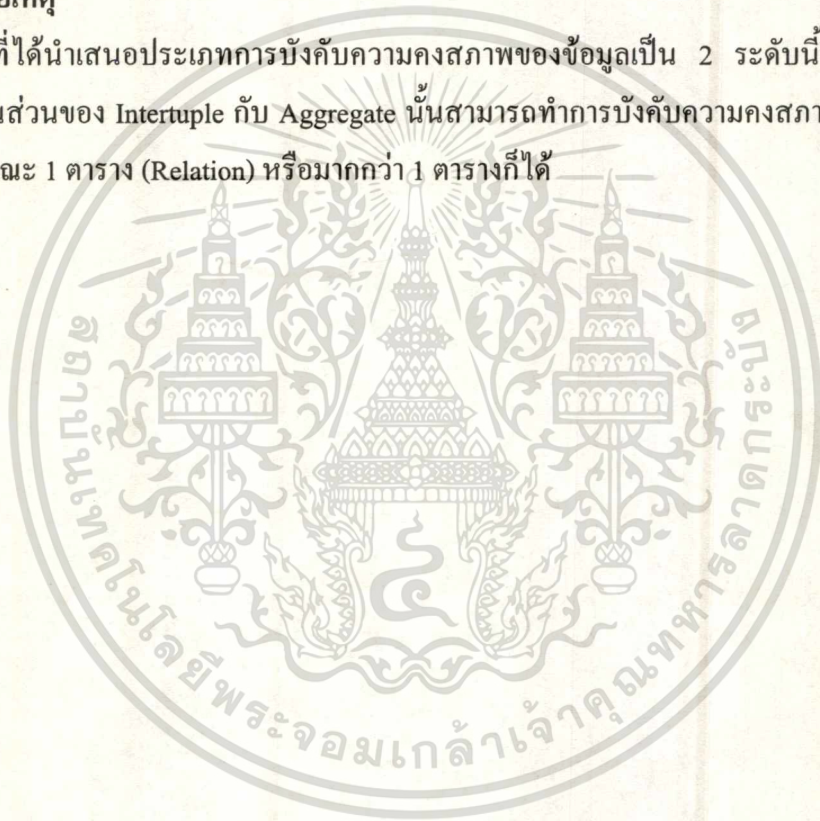 ที่ได้นำเสนอประเภทการบังคับความคงสภาพของข้อมูลเป็น 2 ระดับนี้
นส่วนของ Intertuple กับ Aggregate นั้นสามารถทำการบังคับความคงสภา
ณะ 1 ตาราง (Relation) หรือมากกว่า 1 ตารางก็ได้
สถาบันเทคโนโลยีพระจอมเกล้าเจ้าคุณทหารลาดกระบัง
๔